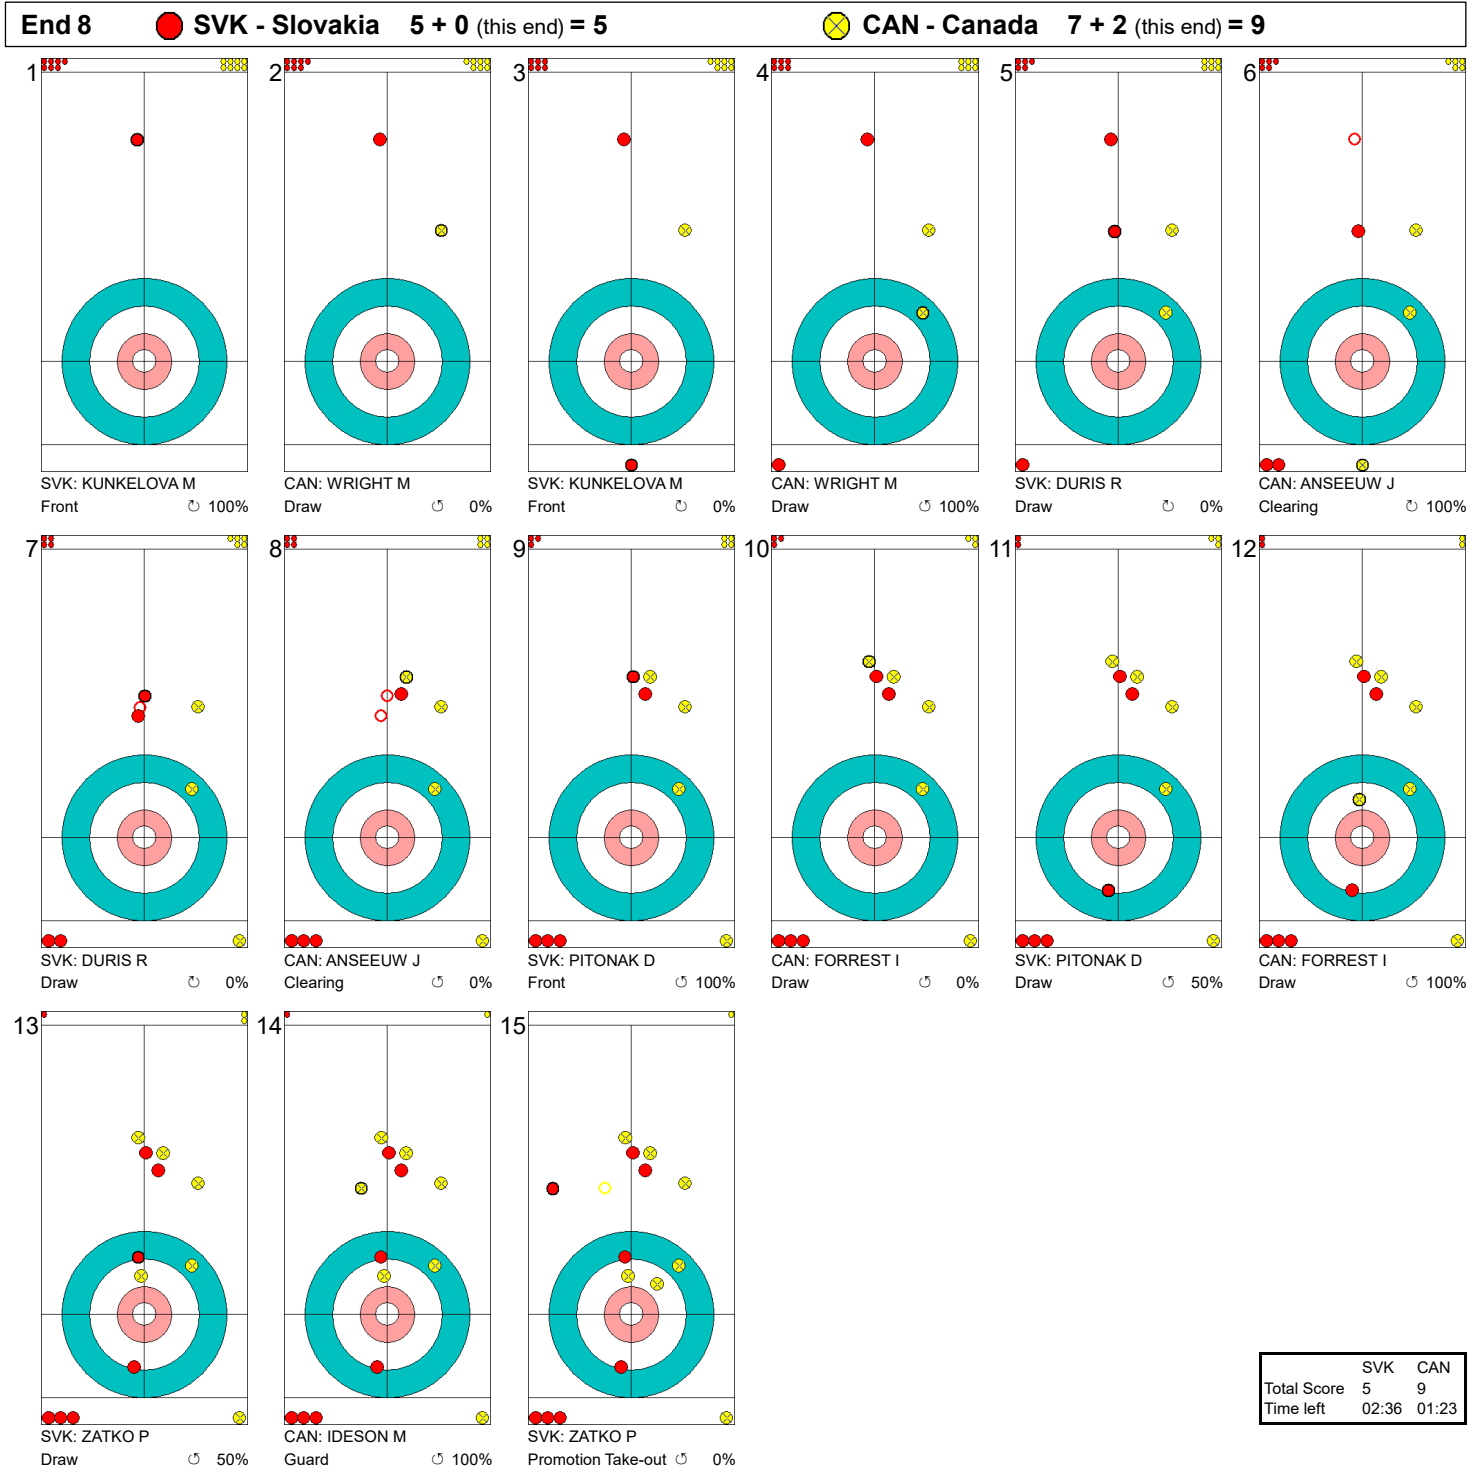 End 8 SVK - Slovakia 5 + 0 (this end) = 5 CAN - Canada 7 + 2 (this end) = 9
1 2 3 4 5 6
SVK: KUNKELOVA M CAN: WRIGHT M SVK: KUNKELOVA M CAN: WRIGHT M SVK: DURIS R CAN: ANSEEUW J
Front 100% Draw 0% Front 0% Draw 100% Draw 0% Clearing 100%
7 8 9 10 11 12
SVK: DURIS R CAN: ANSEEUW J SVK: PITONAK D CAN: FORREST I SVK: PITONAK D CAN: FORREST I
Draw 0% Clearing 0% Front 100% Draw 0% Draw 50% Draw 100%
13 14 15
SVK: ZATKO P CAN: IDESON M SVK: ZATKO P
Draw 50% Guard 100% Promotion Take-out 0%
SVK CAN
Total Score 5 9
Time left 02:36 01:23